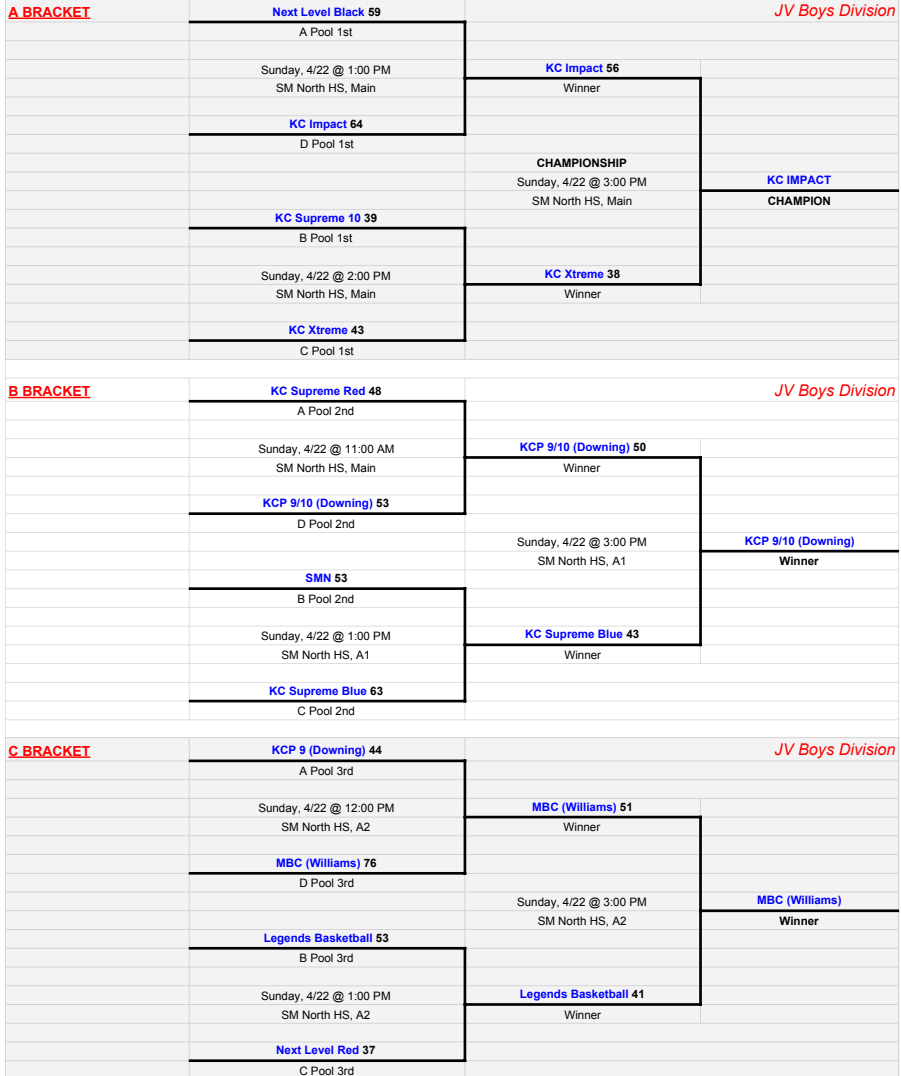 A BRACKET
Next Level Black 59
JV Boys Division
A Pool 1st
Sunday, 4/22 @ 1:00 PM
KC Impact 56
SM North HS, Main
Winner
KC Impact 64
D Pool 1st
CHAMPIONSHIP
Sunday, 4/22 @ 3:00 PM
KC IMPACT
SM North HS, Main
CHAMPION
KC Supreme 10 39
B Pool 1st
Sunday, 4/22 @ 2:00 PM
KC Xtreme 38
SM North HS, Main
Winner
KC Xtreme 43
C Pool 1st
B BRACKET
KC Supreme Red 48
JV Boys Division
A Pool 2nd
Sunday, 4/22 @ 11:00 AM
KCP 9/10 (Downing) 50
SM North HS, Main
Winner
KCP 9/10 (Downing) 53
D Pool 2nd
Sunday, 4/22 @ 3:00 PM
KCP 9/10 (Downing)
SM North HS, A1
Winner
SMN 53
B Pool 2nd
Sunday, 4/22 @ 1:00 PM
KC Supreme Blue 43
SM North HS, A1
Winner
KC Supreme Blue 63
C Pool 2nd
C BRACKET
KCP 9 (Downing) 44
JV Boys Division
A Pool 3rd
Sunday, 4/22 @ 12:00 PM
MBC (Williams) 51
SM North HS, A2
Winner
MBC (Williams) 76
D Pool 3rd
Sunday, 4/22 @ 3:00 PM
MBC (Williams)
SM North HS, A2
Winner
Legends Basketball 53
B Pool 3rd
Sunday, 4/22 @ 1:00 PM
Legends Basketball 41
SM North HS, A2
Winner
Next Level Red 37
C Pool 3rd